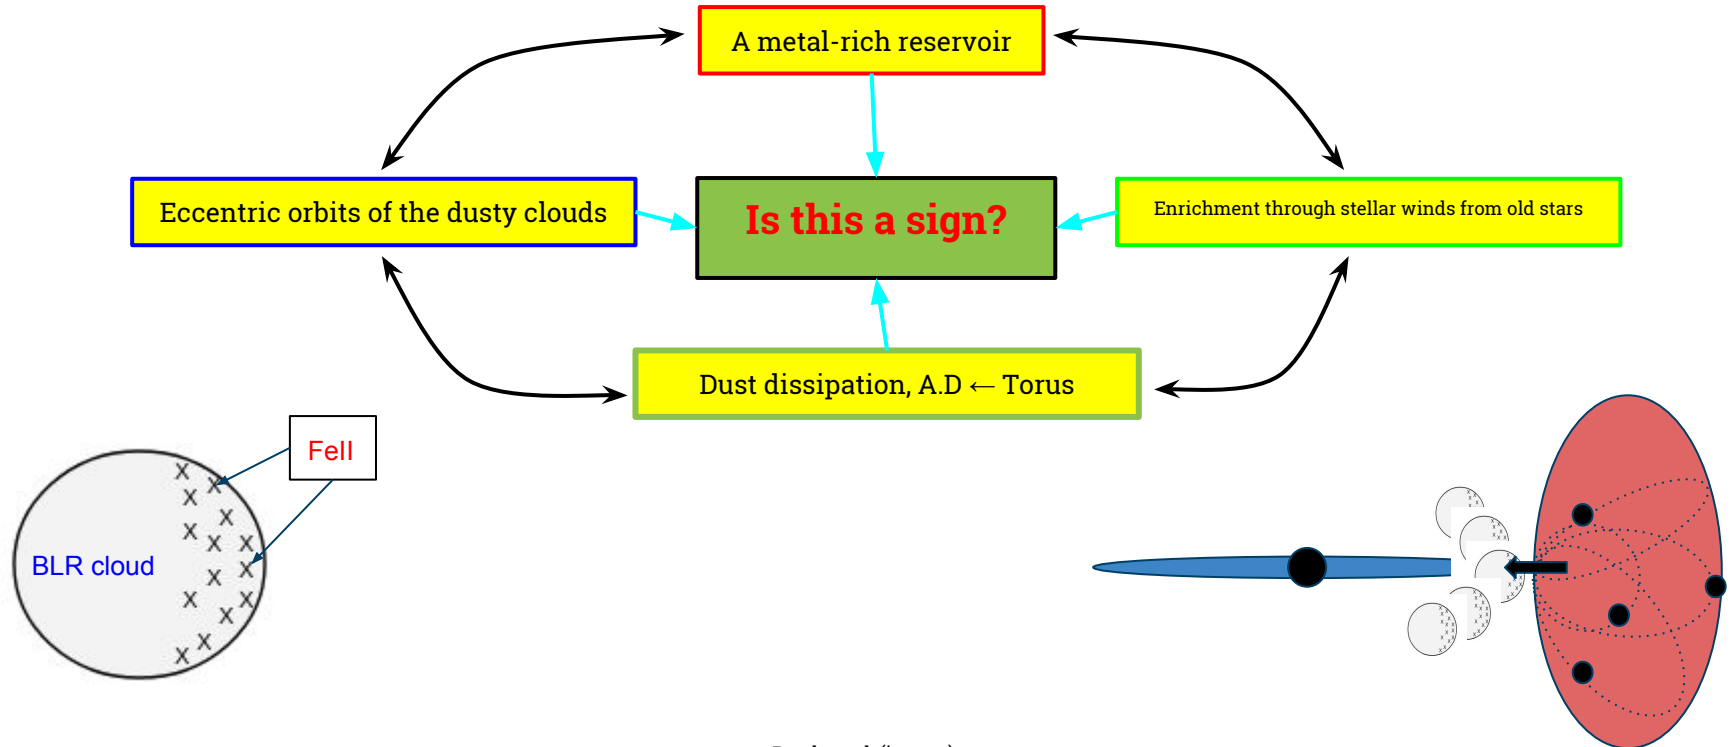 A metal-rich reservoir
Eccentric orbits of the dusty clouds
Is this a sign?
Enrichment through stellar winds from old stars
Dust dissipation, A.D ← Torus
FeII
BLR cloud